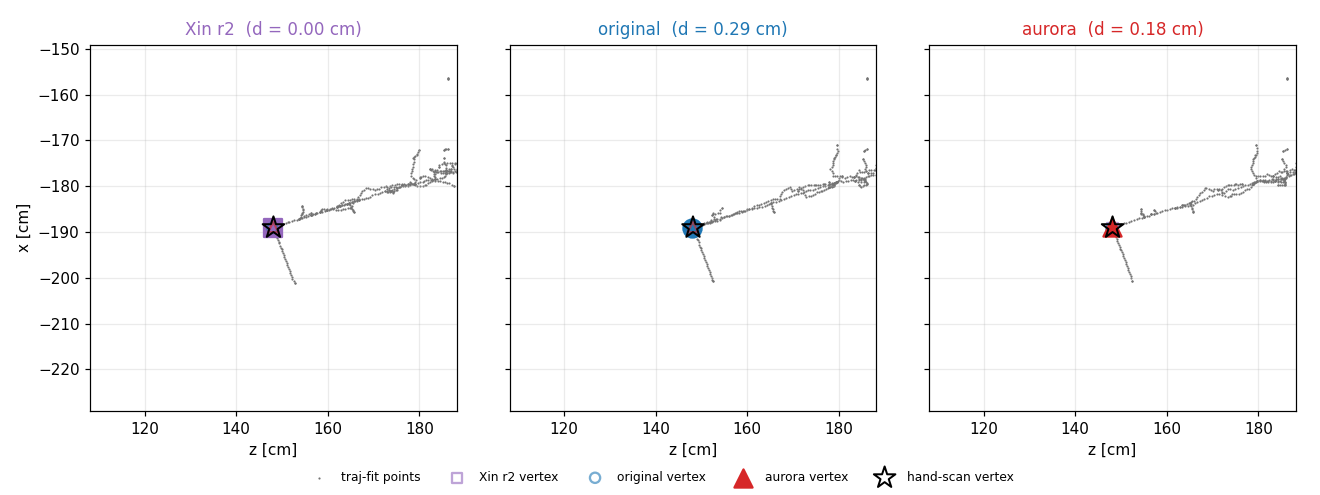 Xin r2  (d = 0.00 cm)
original  (d = 0.29 cm)
aurora  (d = 0.18 cm)
−150
−160
−170
−180
−190
−200
−210
−220
x [cm]
120 140 160 180
120 140 160 180
120 140 160 180
z [cm]
z [cm]
z [cm]
traj-fit points
Xin r2 vertex
original vertex
aurora vertex
hand-scan vertex